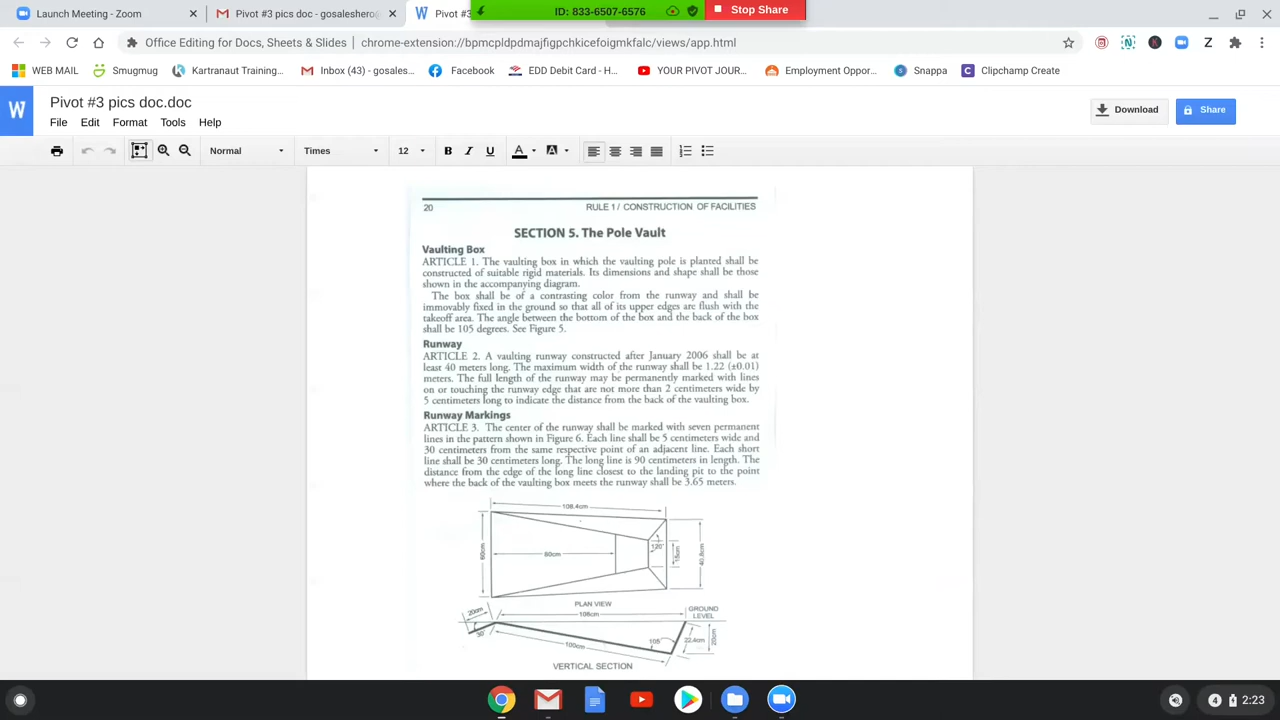 Launch Meeting - Zoom
Pivot #3 pics doc - gosalesherо
Pivot #3
ID: 833-6507-6576
Stop Share
Office Editing for Docs, Sheets & Slides
chrome-extension://bpmcpldpdmajfigpchkicefoigmkfalc/views/app.html
WEB MAIL
Smugmug
Kartranaut Training...
Inbox (43) - gosales...
Facebook
EDD Debit Card - H...
YOUR PIVOT JOUR...
Employment Oppor...
Snappa
Clipchamp Create
Pivot #3 pics doc.doc
File Edit Format Tools Help
Download
Share
Normal
Times
12
B I U A A
20 RULE 1 / CONSTRUCTION OF FACILITIES
SECTION 5. The Pole Vault
Vaulting Box
ARTICLE 1. The vaulting box in which the vaulting pole is planted shall be
constructed of suitable rigid materials. Its dimensions and shape shall be those
shown in the accompanying diagram.
The box shall be of a contrasting color from the runway and shall be
immovably fixed in the ground so that all of its upper edges are flush with the
takeoff area. The angle between the bottom of the box and the back of the box
shall be 105 degrees. See Figure 5.
Runway
ARTICLE 2. A vaulting runway constructed after January 2006 shall be at
least 40 meters long. The maximum width of the runway shall be 1.22 (±0.01)
meters. The full length of the runway may be permanently marked with lines
on or touching the runway edge that are not more than 2 centimeters wide by
5 centimeters long to indicate the distance from the back of the vaulting box.
Runway Markings
ARTICLE 3. The center of the runway shall be marked with seven permanent
lines in the pattern shown in Figure 6. Each line shall be 5 centimeters wide and
30 centimeters from the same respective point of an adjacent line. Each short
line shall be 30 centimeters long. The long line is 90 centimeters in length. The
distance from the edge of the long line closest to the landing pit to the point
where the back of the vaulting box meets the runway shall be 3.65 meters.
108.4cm
60cm
80cm
120°
15cm
40.8cm
PLAN VIEW
20cm
108cm
GROUND
LEVEL
30°
100cm
105°
22.4cm
20cm
VERTICAL SECTION
4
2:23